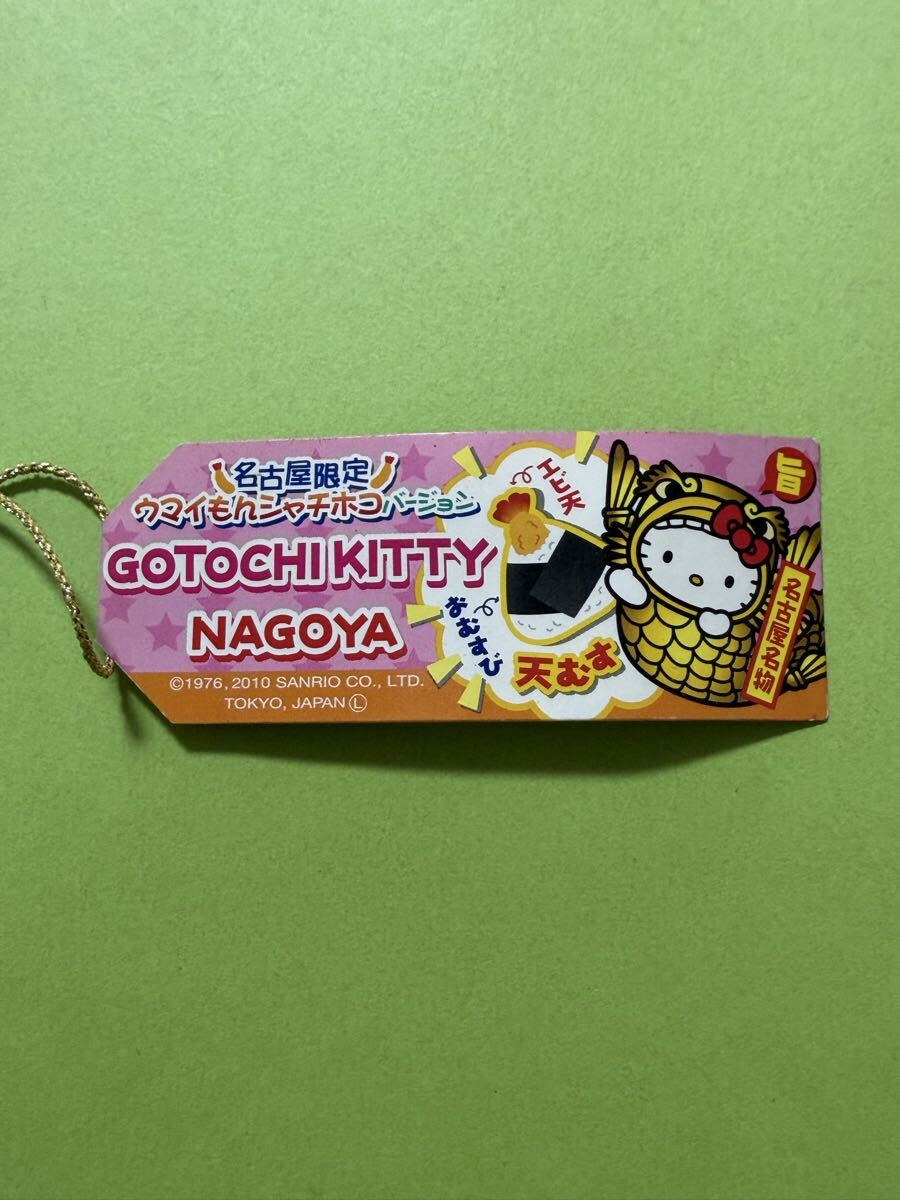 名古屋限定
ウマイもんシャチホコバージョン
GOTOCHI KITTY
NAGOYA
©1976, 2010 SANRIO CO., LTD.
TOKYO, JAPAN Ⓛ
エビ天
おむすび
天むす
旨
名古屋名物